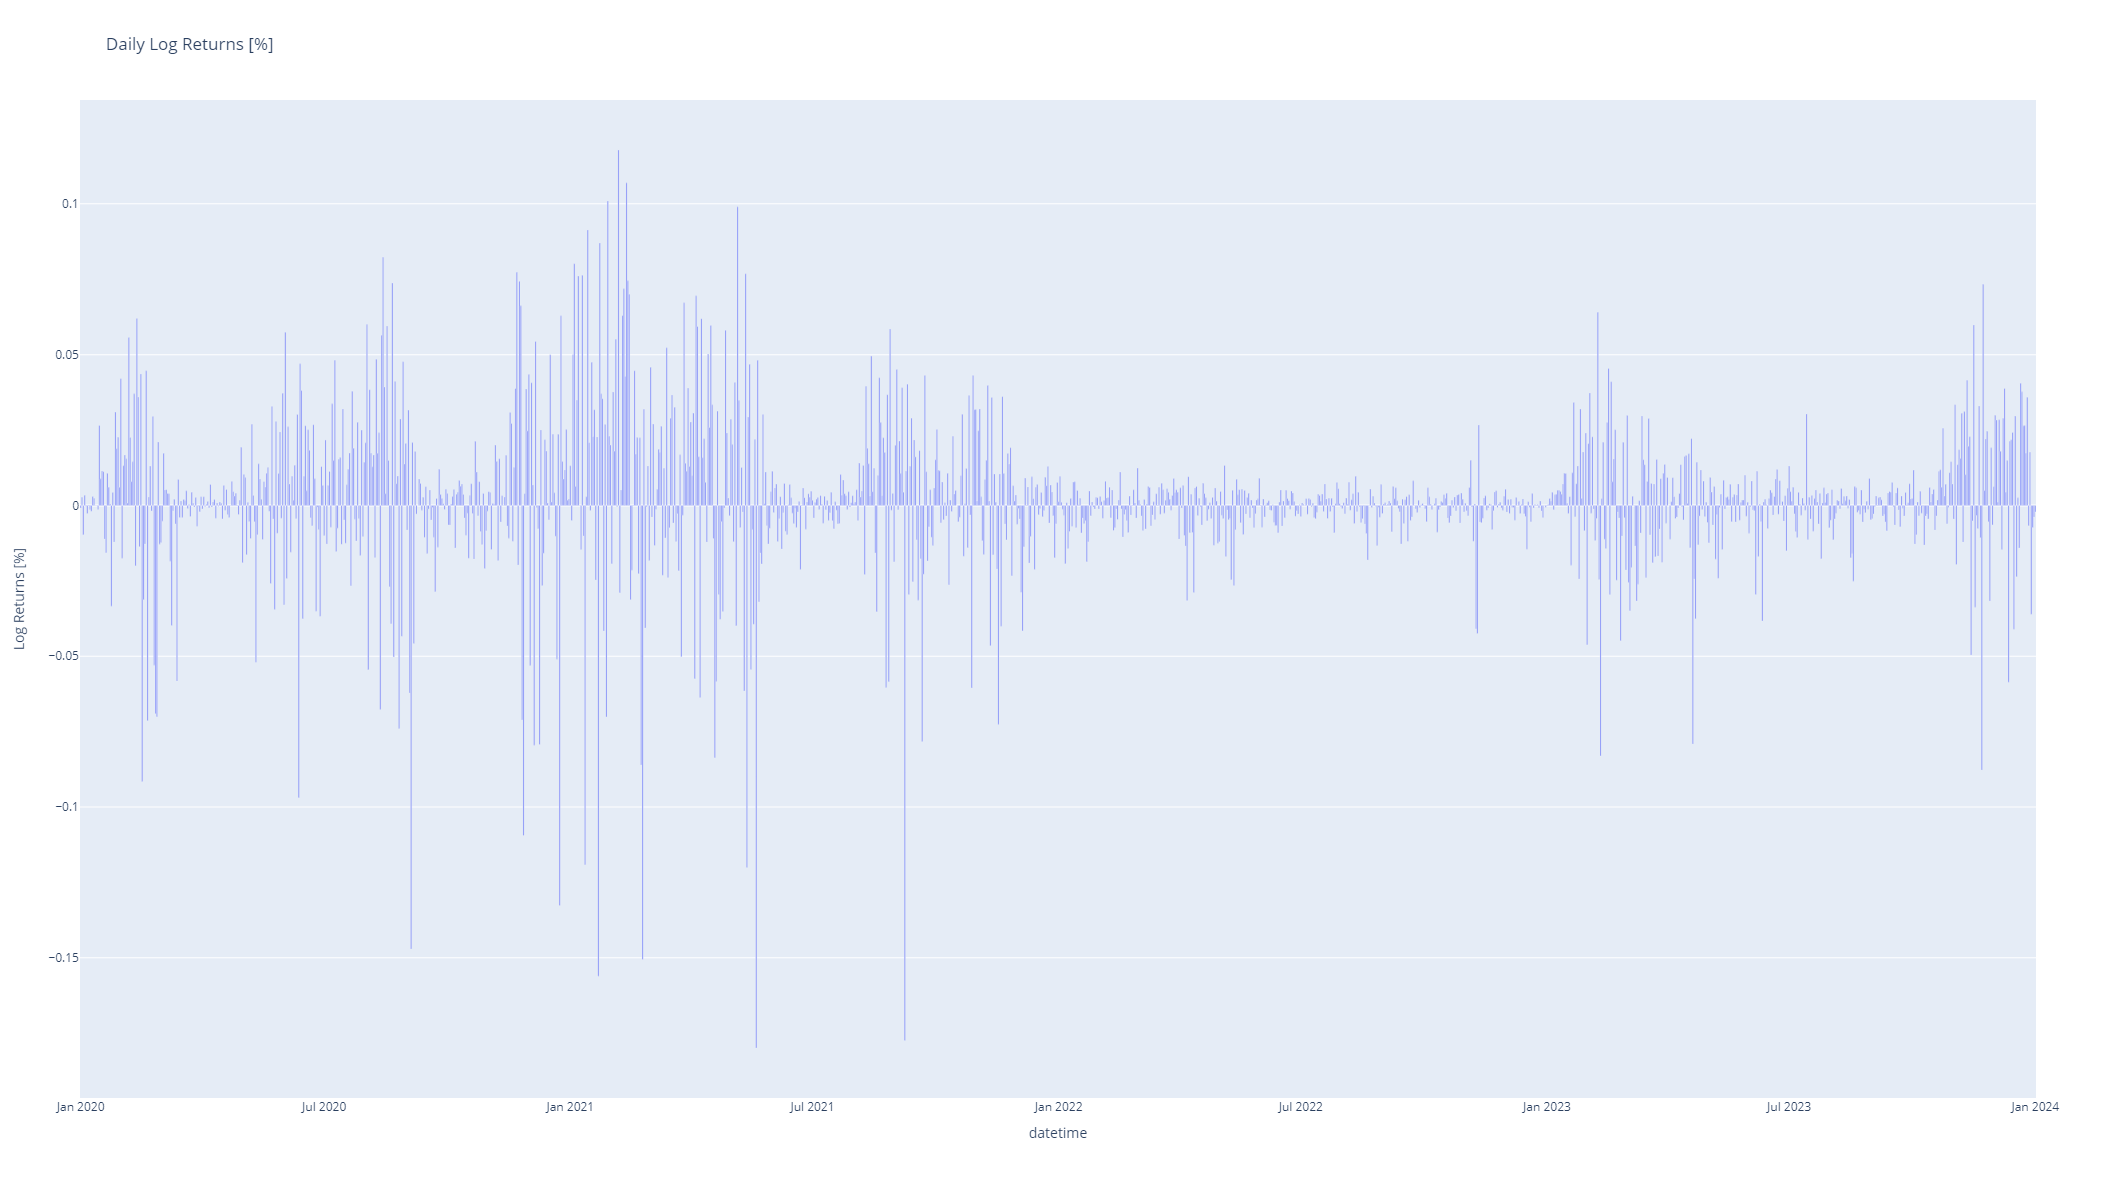 Daily Log Returns [%]
Log Returns [%]
0.1
0.05
0
−0.05
−0.1
−0.15
Jan 2020
Jul 2020
Jan 2021
Jul 2021
Jan 2022
Jul 2022
Jan 2023
Jul 2023
Jan 2024
datetime